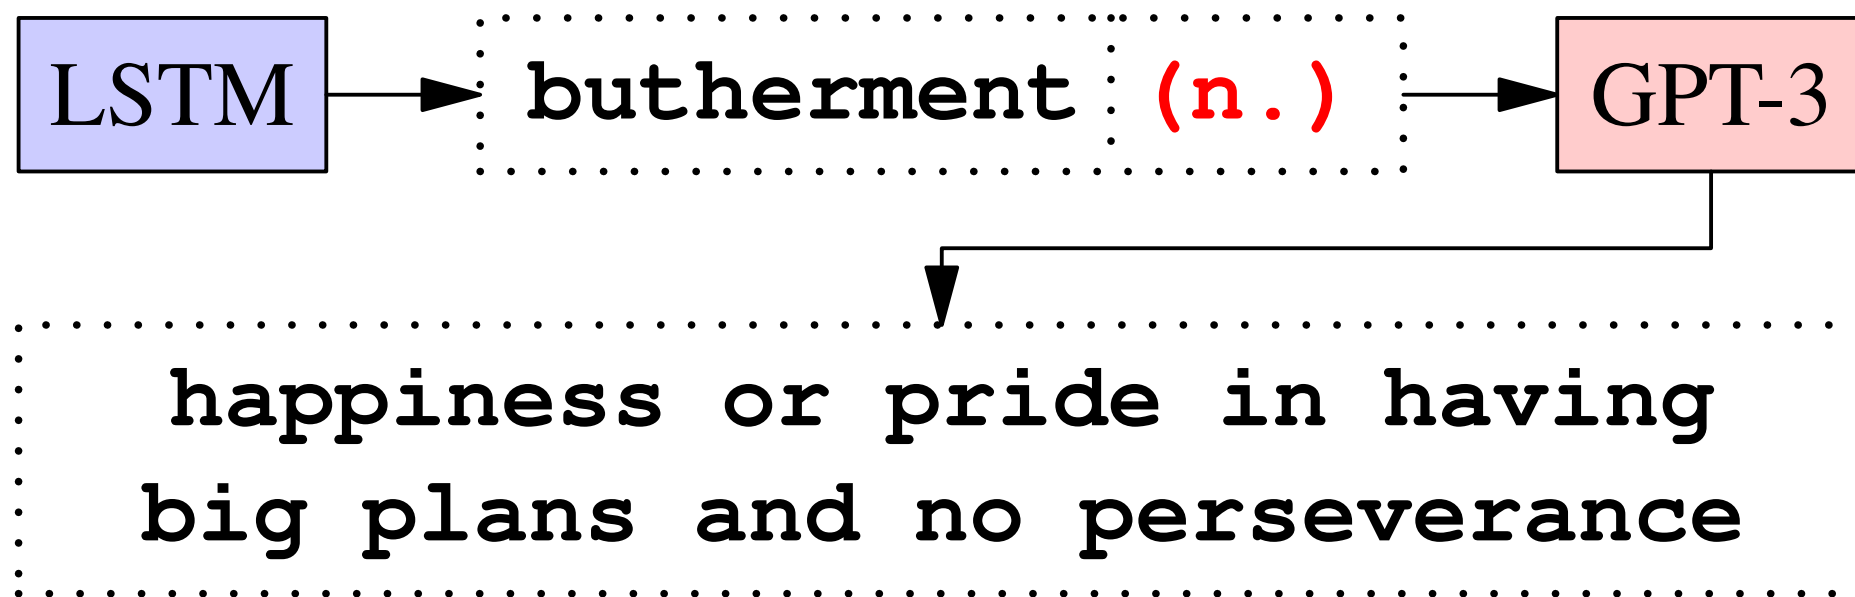 LSTM butherment (n.) GPT-3
happiness or pride in having
big plans and no perseverance